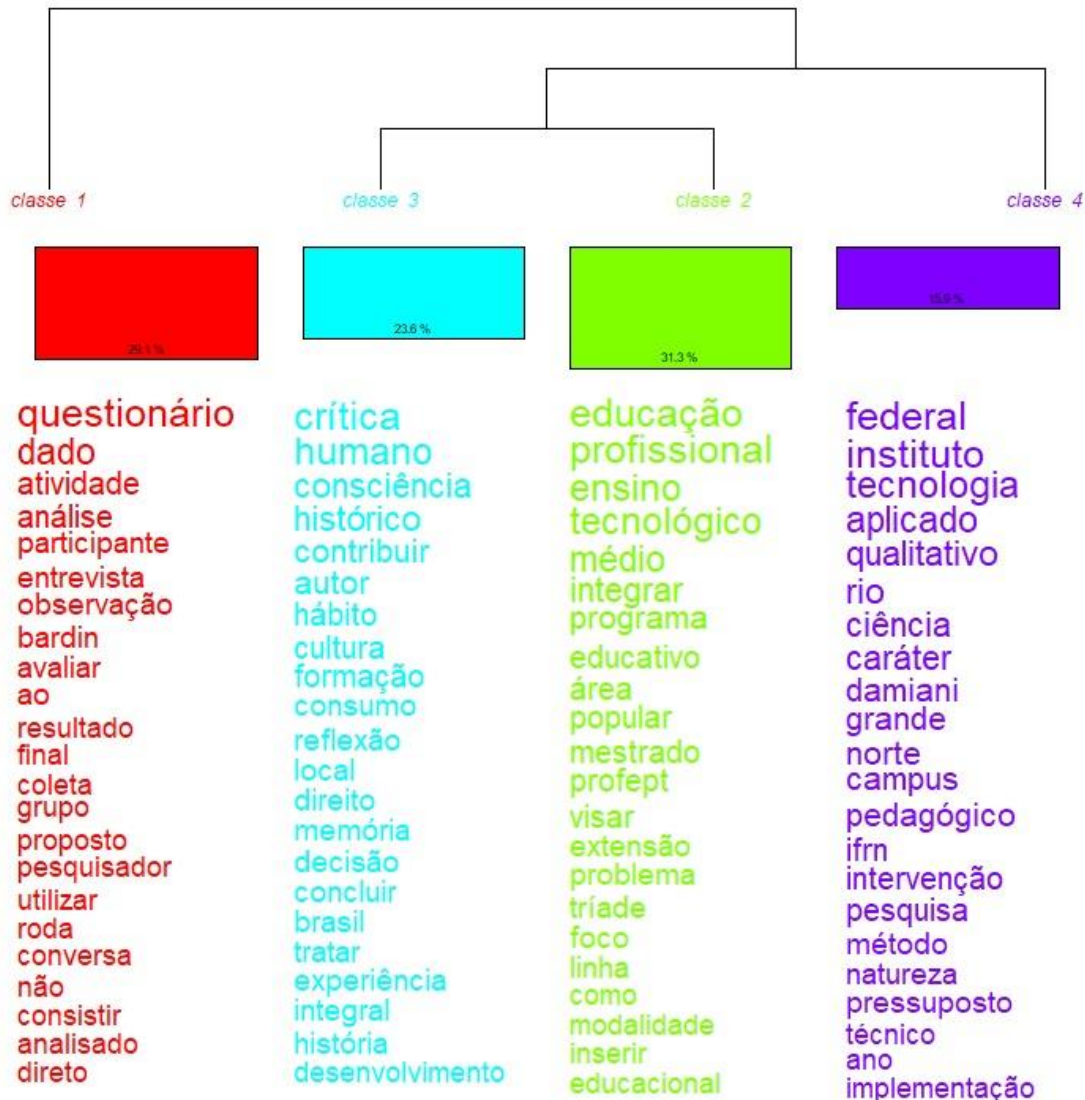 classe 1
classe 3
classe 2
classe 4
29.1 %
23.6 %
31.3 %
15.9 %
questionário
dado
atividade
análise
participante
entrevista
observação
bardin
avaliar
ao
resultado
final
coleta
grupo
proposto
pesquisador
utilizar
roda
conversa
não
consistir
analisado
direto
crítica
humano
consciência
histórico
contribuir
autor
hábito
cultura
formação
consumo
reflexão
local
direito
memória
decisão
concluir
brasil
tratar
experiência
integral
história
desenvolvimento
educação
profissional
ensino
tecnológico
médio
integrar
programa
educativo
área
popular
mestrado
profept
visar
extensão
problema
tríade
foco
linha
como
modalidade
inserir
educacional
federal
instituto
tecnologia
aplicado
qualitativo
rio
ciência
caráter
damiani
grande
norte
campus
pedagógico
ifrn
intervenção
pesquisa
método
natureza
pressuposto
técnico
ano
implementação